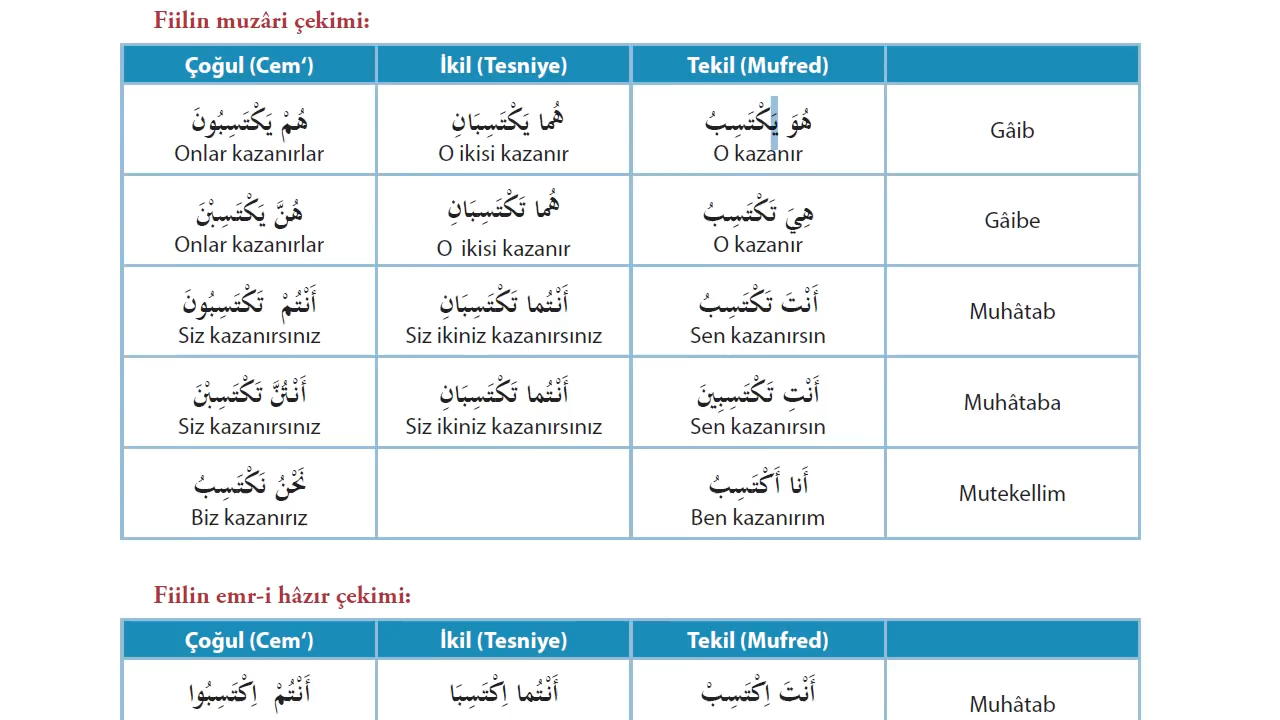 Fiilin muzâri çekimi:
Çoğul (Cem‘) İkil (Tesniye) Tekil (Mufred)
هُمْ يَكْتَسِبُونَ هُما يَكْتَسِبَانِ هُوَ يَكْتَسِبُ
Onlar kazanırlar O ikisi kazanır O kazanır Gâib
هُنَّ يَكْتَسِبْنَ هُما تَكْتَسِبَانِ هِيَ تَكْتَسِبُ
Onlar kazanırlar O ikisi kazanır O kazanır Gâibe
أَنْتُمْ تَكْتَسِبُونَ أَنْتُما تَكْتَسِبَانِ أَنْتَ تَكْتَسِبُ
Siz kazanırsınız Siz ikiniz kazanırsınız Sen kazanırsın Muhâtab
أَنْتُنَّ تَكْتَسِبْنَ أَنْتُما تَكْتَسِبَانِ أَنْتِ تَكْتَسِبِينَ
Siz kazanırsınız Siz ikiniz kazanırsınız Sen kazanırsın Muhâtaba
نَحْنُ نَكْتَسِبُ أَنا أَكْتَسِبُ
Biz kazanırız Ben kazanırım Mutekellim
Fiilin emr-i hâzır çekimi:
Çoğul (Cem‘) İkil (Tesniye) Tekil (Mufred)
أَنْتُمْ اِكْتَسِبُوا أَنْتُما اِكْتَسِبَا أَنْتَ اِكْتَسِبْ
Muhâtab